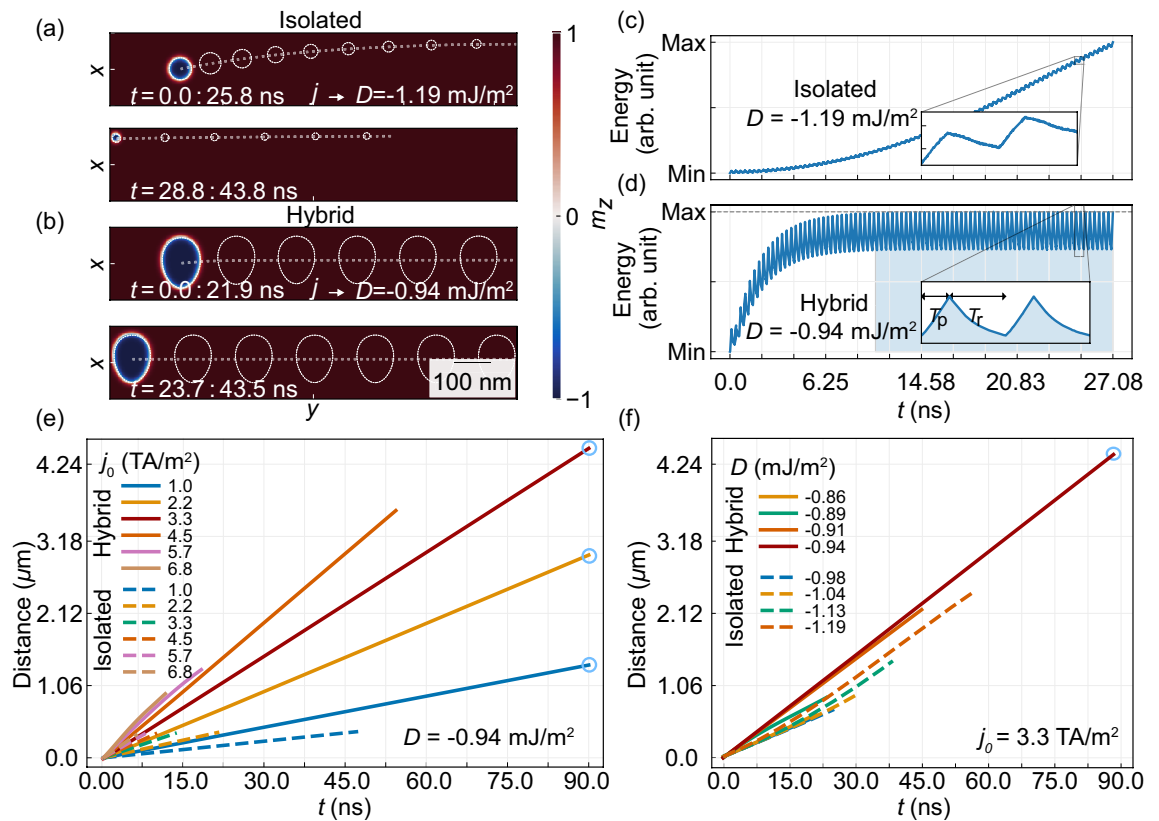 (a)
Isolated
x
t = 0.0 : 25.8 ns
j → D=-1.19 mJ/m²
x
t = 28.8 : 43.8 ns
(b)
Hybrid
x
t = 0.0 : 21.9 ns
j → D=-0.94 mJ/m²
x
t = 23.7 : 43.5 ns
100 nm
y
1
0
−1
m_z
(c)
Energy
(arb. unit)
Max
Min
Isolated
D = -1.19 mJ/m²
(d)
Energy
(arb. unit)
Max
Min
Hybrid
D = -0.94 mJ/m²
T_p
T_r
0.0 6.25 14.58 20.83 27.08
t (ns)
(e)
Distance (μm)
4.24
3.18
2.12
1.06
0.0
j₀ (TA/m²)
Hybrid
1.0
2.2
3.3
4.5
5.7
6.8
Isolated
1.0
2.2
3.3
4.5
5.7
6.8
D = -0.94 mJ/m²
0.0 15.0 30.0 45.0 60.0 75.0 90.0
t (ns)
(f)
Distance (μm)
4.24
3.18
2.12
1.06
0.0
D (mJ/m²)
Hybrid
-0.86
-0.89
-0.91
-0.94
Isolated
-0.98
-1.04
-1.13
-1.19
j₀ = 3.3 TA/m²
0.0 15.0 30.0 45.0 60.0 75.0 90.0
t (ns)